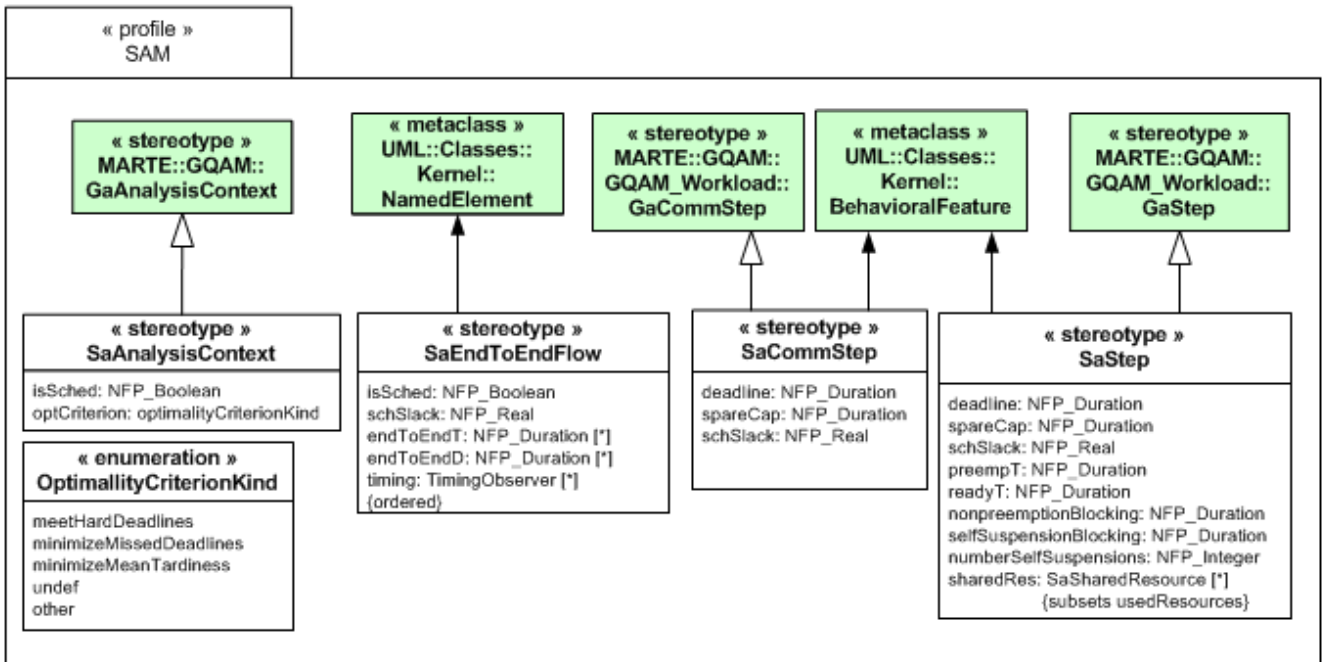 « profile »
SAM
« stereotype »
MARTE::GQAM::
GaAnalysisContext
« metaclass »
UML::Classes::
Kernel::
NamedElement
« stereotype »
MARTE::GQAM::
GQAM_Workload::
GaCommStep
« metaclass »
UML::Classes::
Kernel::
BehavioralFeature
« stereotype »
MARTE::GQAM::
GQAM_Workload::
GaStep
« stereotype »
SaAnalysisContext
isSched: NFP_Boolean
optCriterion: optimalityCriterionKind
« enumeration »
OptimallityCriterionKind
meetHardDeadlines
minimizeMissedDeadlines
minimizeMeanTardiness
undef
other
« stereotype »
SaEndToEndFlow
isSched: NFP_Boolean
schSlack: NFP_Real
endToEndT: NFP_Duration [*]
endToEndD: NFP_Duration [*]
timing: TimingObserver [*]
{ordered}
« stereotype »
SaCommStep
deadline: NFP_Duration
spareCap: NFP_Duration
schSlack: NFP_Real
« stereotype »
SaStep
deadline: NFP_Duration
spareCap: NFP_Duration
schSlack: NFP_Real
preempT: NFP_Duration
readyT: NFP_Duration
nonpreemptionBlocking: NFP_Duration
selfSuspensionBlocking: NFP_Duration
numberSelfSuspensions: NFP_Integer
sharedRes: SaSharedResource [*]
{subsets usedResources}